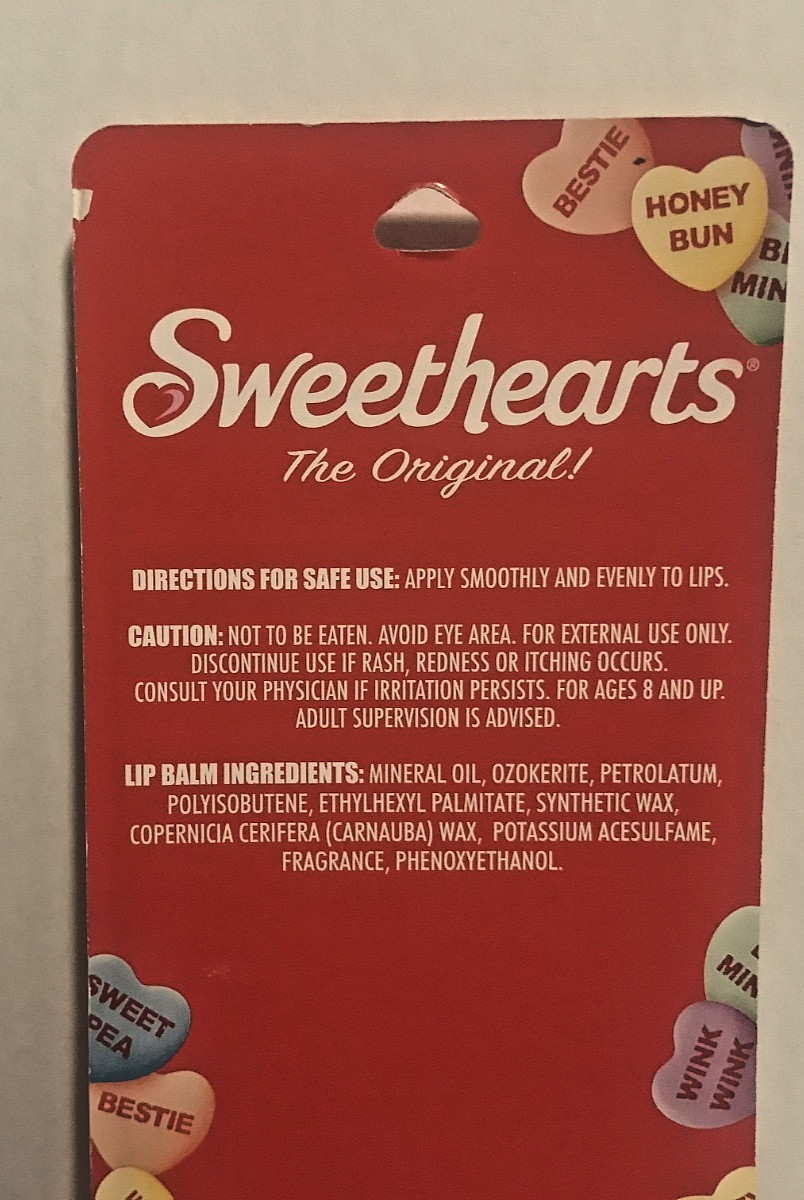 BESTIE
HONEY
BUN
MIN
Sweethearts®
The Original!
DIRECTIONS FOR SAFE USE: APPLY SMOOTHLY AND EVENLY TO LIPS.
CAUTION: NOT TO BE EATEN. AVOID EYE AREA. FOR EXTERNAL USE ONLY.
DISCONTINUE USE IF RASH, REDNESS OR ITCHING OCCURS.
CONSULT YOUR PHYSICIAN IF IRRITATION PERSISTS. FOR AGES 8 AND UP.
ADULT SUPERVISION IS ADVISED.
LIP BALM INGREDIENTS: MINERAL OIL, OZOKERITE, PETROLATUM,
POLYISOBUTENE, ETHYLHEXYL PALMITATE, SYNTHETIC WAX,
COPERNICIA CERIFERA (CARNAUBA) WAX, POTASSIUM ACESULFAME,
FRAGRANCE, PHENOXYETHANOL.
SWEET
PEA
BESTIE
MIN
WINK
WINK